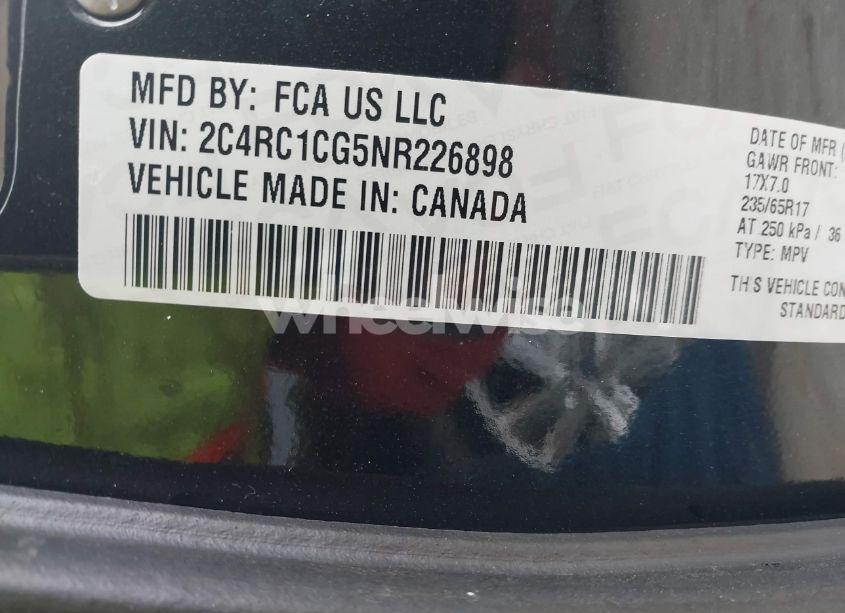 MFD BY: FCA US LLC
VIN: 2C4RC1CG5NR226898
VEHICLE MADE IN: CANADA
DATE OF MFR (
GAWR FRONT:
17X7.0
235/65R17
AT 250 kPa / 36
TYPE: MPV
THIS VEHICLE CON
STANDARD
wheelwise